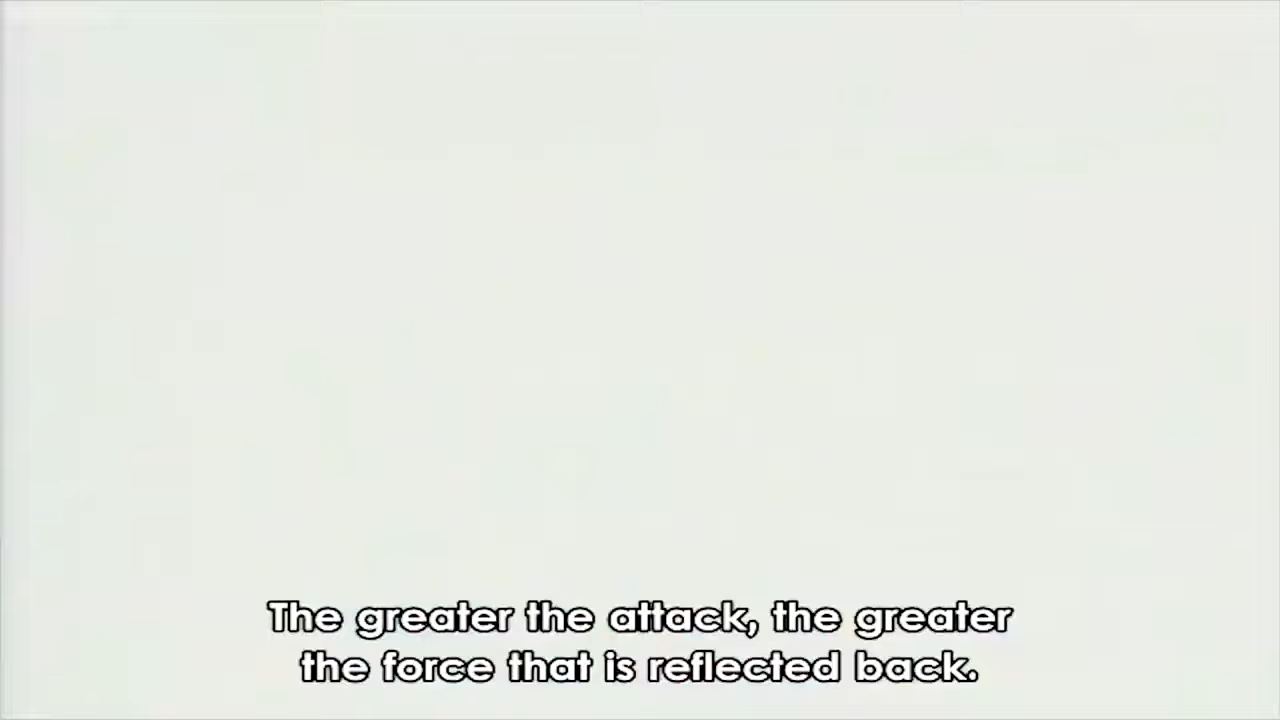 The greater the attack, the greater
the force that is reflected back.